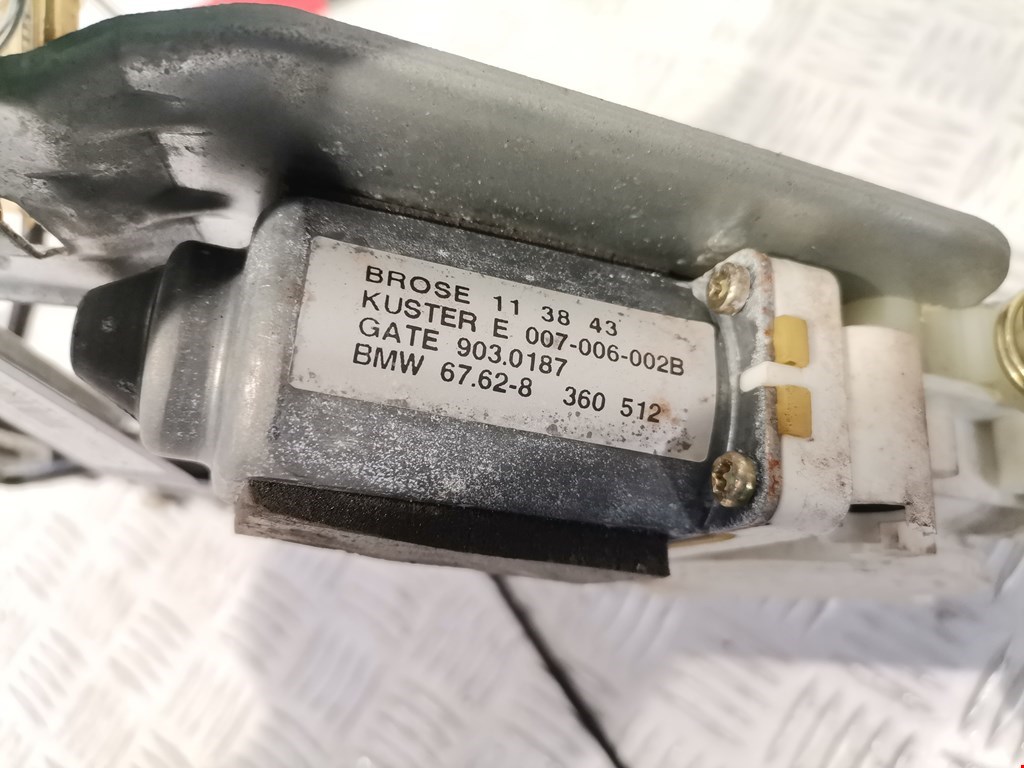 BROSE 11 38 43
KUSTER E 007-006-002B
GATE 903.0187
BMW 67.62-8 360 512